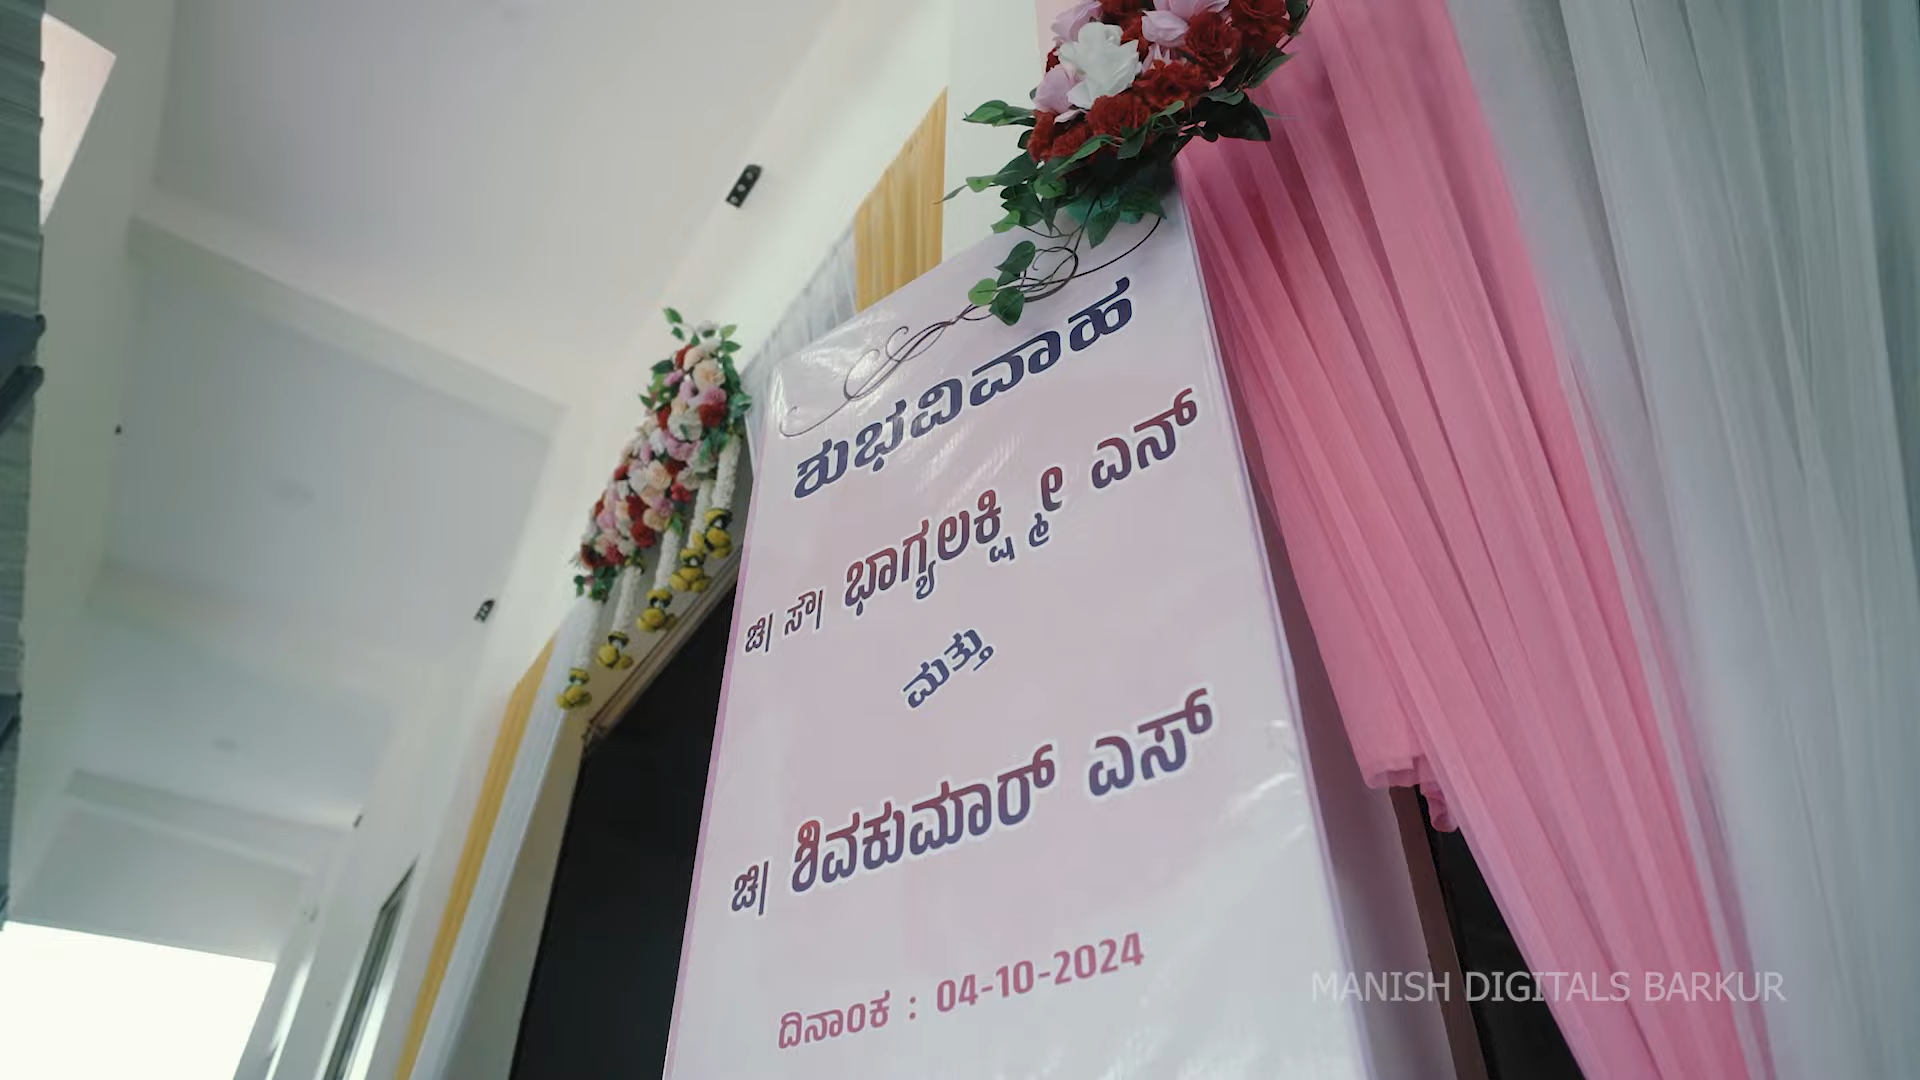 ಶುಭವಿವಾಹ
ಚಿ| ಸೌ| ಭಾಗ್ಯಲಕ್ಷ್ಮೀ ಎನ್
ಮತ್ತು
ಚಿ| ಶಿವಕುಮಾರ್ ಎಸ್
ದಿನಾಂಕ : 04-10-2024
MANISH DIGITALS BARKUR